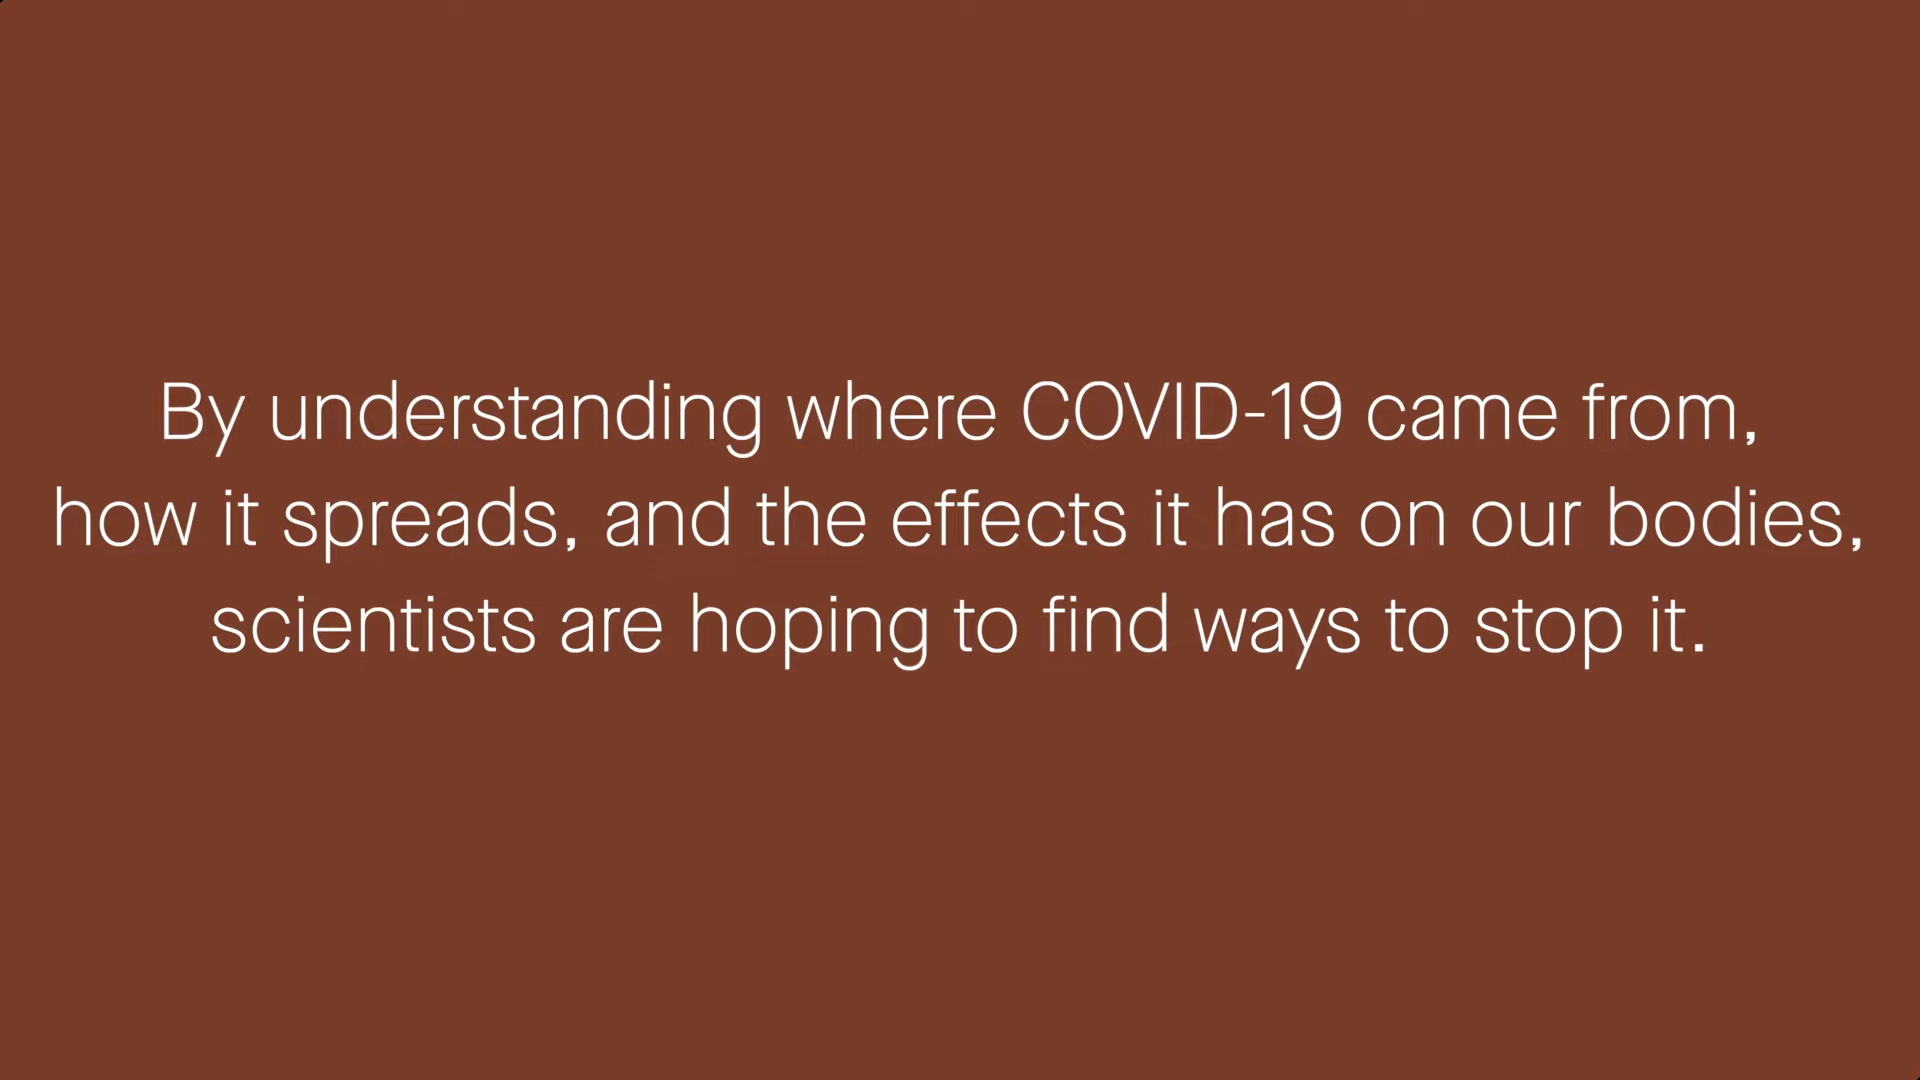 By understanding where COVID-19 came from,
how it spreads, and the effects it has on our bodies,
scientists are hoping to find ways to stop it.